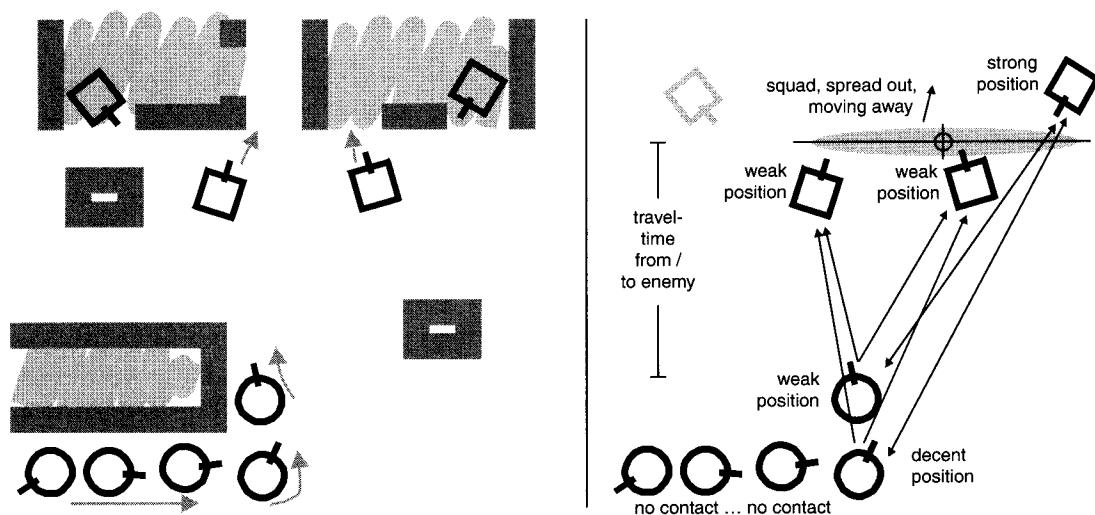 squad, spread out,
moving away
strong
position
weak
position
weak
position
travel-
time
from /
to enemy
weak
position
decent
position
no contact ... no contact